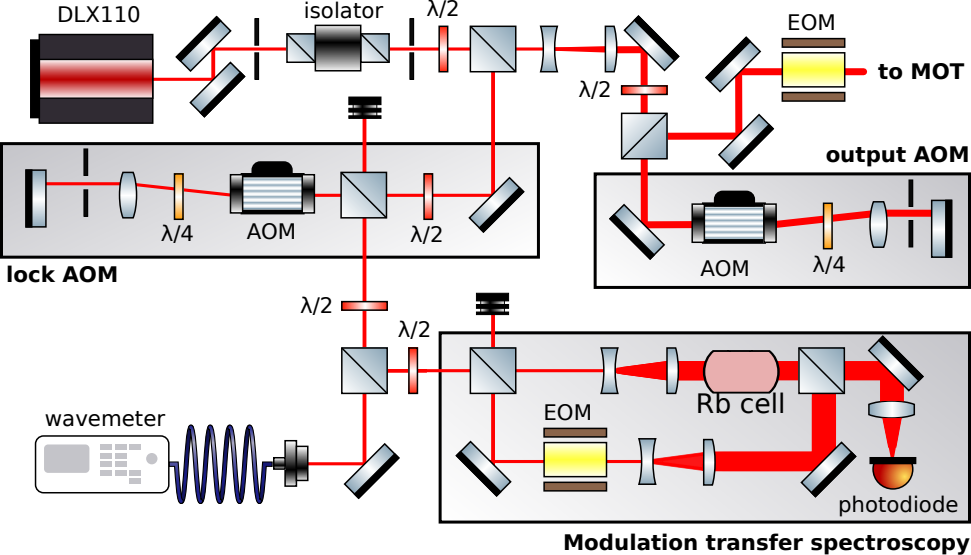 DLX110
isolator
λ/2
EOM
to MOT
λ/2
output AOM
λ/4
AOM
λ/2
AOM
λ/4
lock AOM
λ/2
λ/2
wavemeter
EOM
Rb cell
photodiode
Modulation transfer spectroscopy